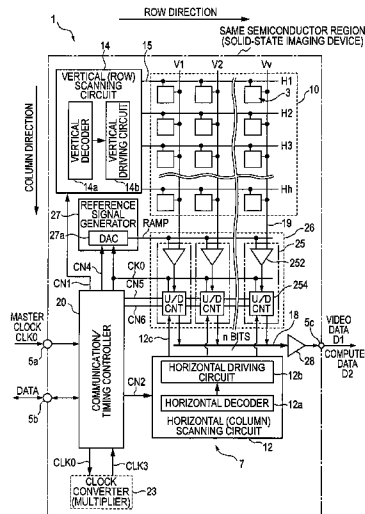 ROW DIRECTION
1
SAME SEMICONDUCTOR REGION
(SOLID-STATE IMAGING DEVICE)
14
15
V1
V2
Vv
VERTICAL (ROW)
SCANNING
CIRCUIT
H1
3
10
COLUMN DIRECTION
VERTICAL DECODER
VERTICAL DRIVING CIRCUIT
H2
H3
14a
14b
Hh
REFERENCE
SIGNAL
GENERATOR
27
RAMP
19
26
27a
DAC
25
CN4
CK0
252
CN1
CN5
20
U/D
CNT
U/D
CNT
U/D
CNT
254
MASTER
CLOCK
CLK0
CN6
12c
18
5c
VIDEO
DATA
D1
n BITS
5a
COMMUNICATION/
TIMING CONTROLLER
28
COMPUTE
DATA
D2
HORIZONTAL DRIVING
CIRCUIT
12b
DATA
CN2
HORIZONTAL DECODER
12a
5b
HORIZONTAL (COLUMN)
SCANNING CIRCUIT
12
7
CLK0
CLK3
CLOCK
CONVERTER
(MULTIPLIER)
23